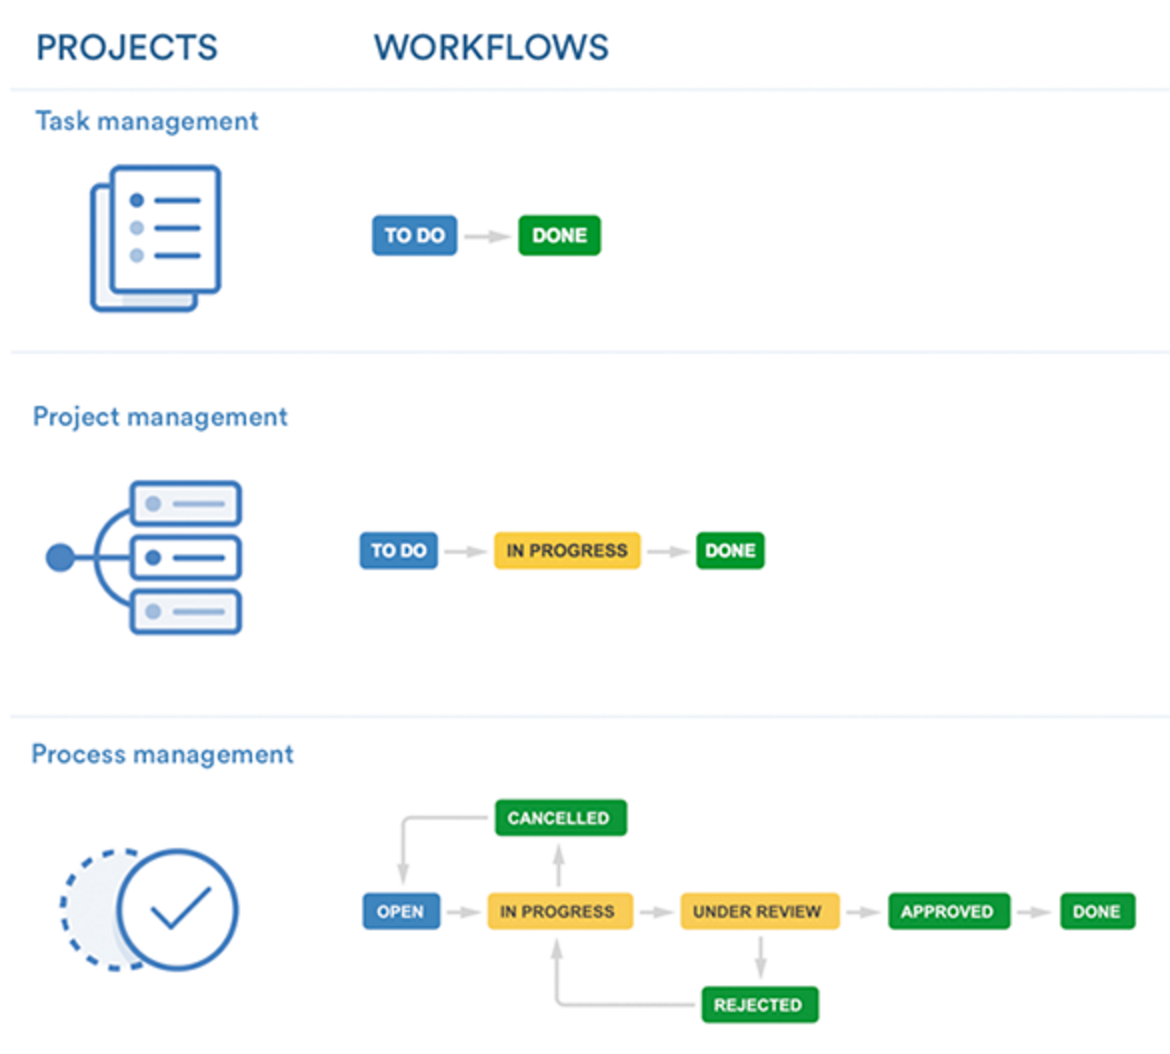 PROJECTS WORKFLOWS
Task management
TO DO DONE
Project management
TO DO IN PROGRESS DONE
Process management
CANCELLED
OPEN IN PROGRESS UNDER REVIEW APPROVED DONE
REJECTED